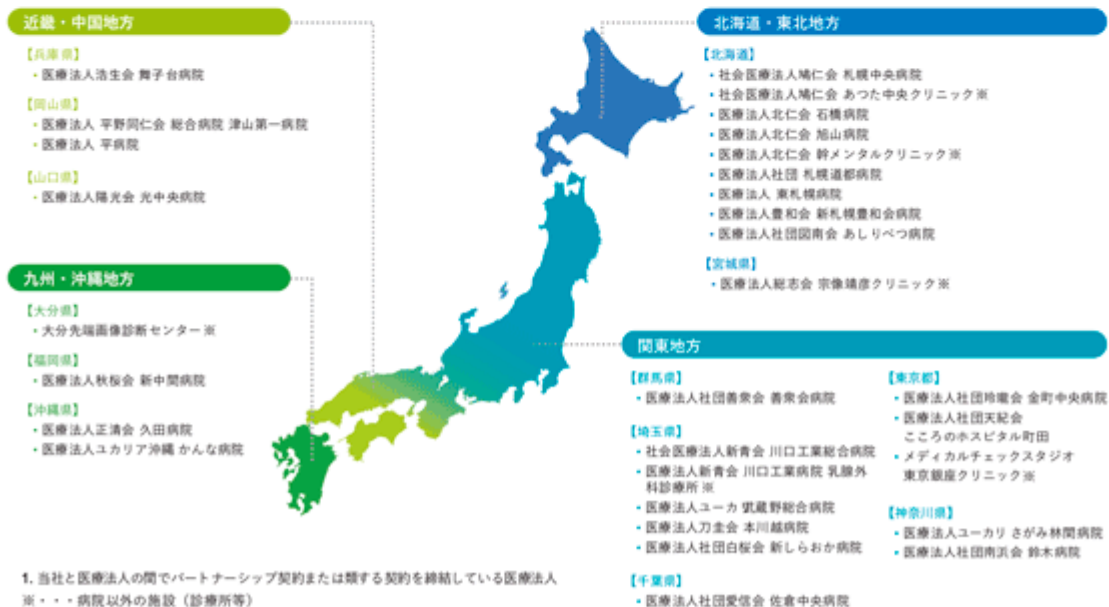 近畿・中国地方
【兵庫県】
・医療法人浩生会 舞子台病院
【岡山県】
・医療法人 平野同仁会 総合病院 津山第一病院
・医療法人 平病院
【山口県】
・医療法人陽光会 光中央病院
九州・沖縄地方
【大分県】
・大分先端画像診断センター※
【福岡県】
・医療法人秋桜会 新中間病院
【沖縄県】
・医療法人正清会 久田病院
・医療法人ユカリア沖縄 かんな病院
北海道・東北地方
【北海道】
・社会医療法人鳩仁会 札幌中央病院
・社会医療法人鳩仁会 あつた中央クリニック※
・医療法人北仁会 石橋病院
・医療法人北仁会 旭山病院
・医療法人北仁会 幹メンタルクリニック※
・医療法人社団 札幌道都病院
・医療法人 東札幌病院
・医療法人豊和会 新札幌豊和会病院
・医療法人社団図南会 あしりべつ病院
【宮城県】
・医療法人総志会 宗像靖彦クリニック※
関東地方
【群馬県】
・医療法人社団善衆会 善衆会病院
【埼玉県】
・社会医療法人新青会 川口工業総合病院
・医療法人新青会 川口工業病院 乳腺外
科診療所※
・医療法人ユーカ 武蔵野総合病院
・医療法人刀圭会 本川越病院
・医療法人社団白桜会 新しらおか病院
【千葉県】
・医療法人社団愛信会 佐倉中央病院
【東京都】
・医療法人社団玲瓏会 金町中央病院
・医療法人社団天紀会
こころのホスピタル町田
・メディカルチェックスタジオ
東京銀座クリニック※
【神奈川県】
・医療法人ユーカリ さがみ林間病院
・医療法人社団南浜会 鈴木病院
1. 当社と医療法人の間でパートナーシップ契約または類する契約を締結している医療法人
※・・・病院以外の施設（診療所等）